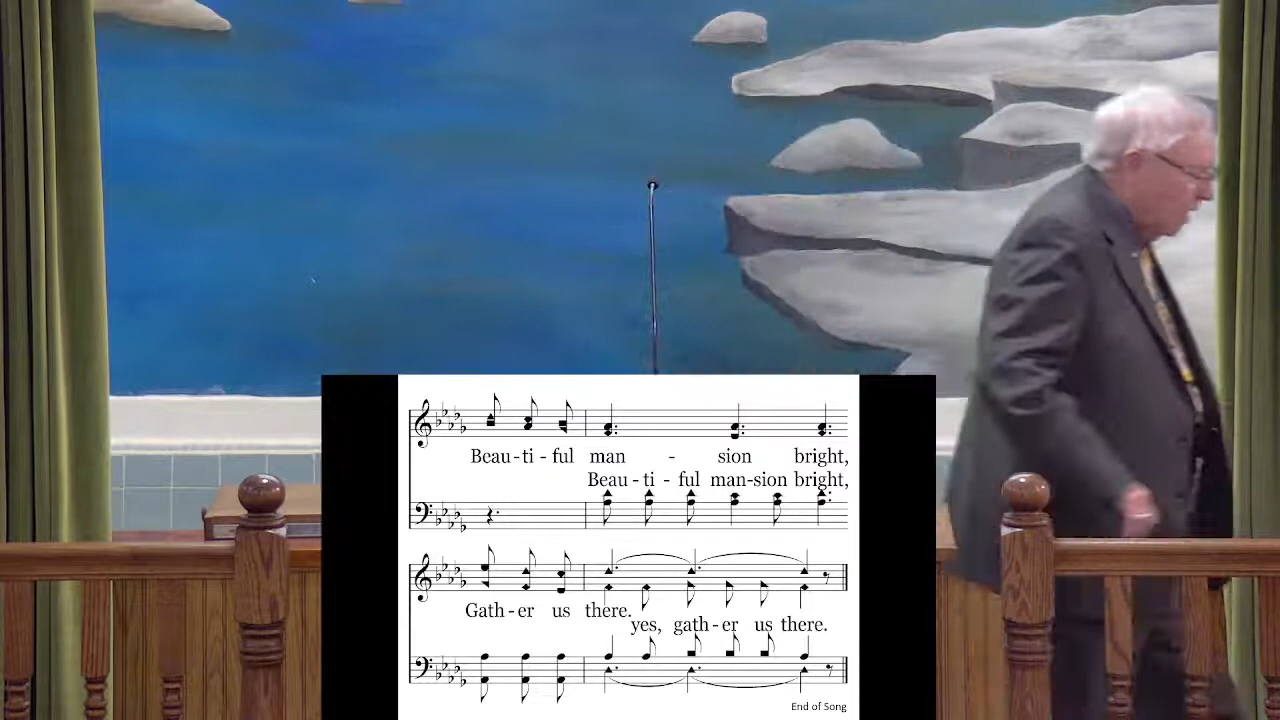 Beau-ti-ful man - sion bright,
Beau-ti-ful man-sion bright,
Gath-er us there.
yes, gath-er us there.
End of Song